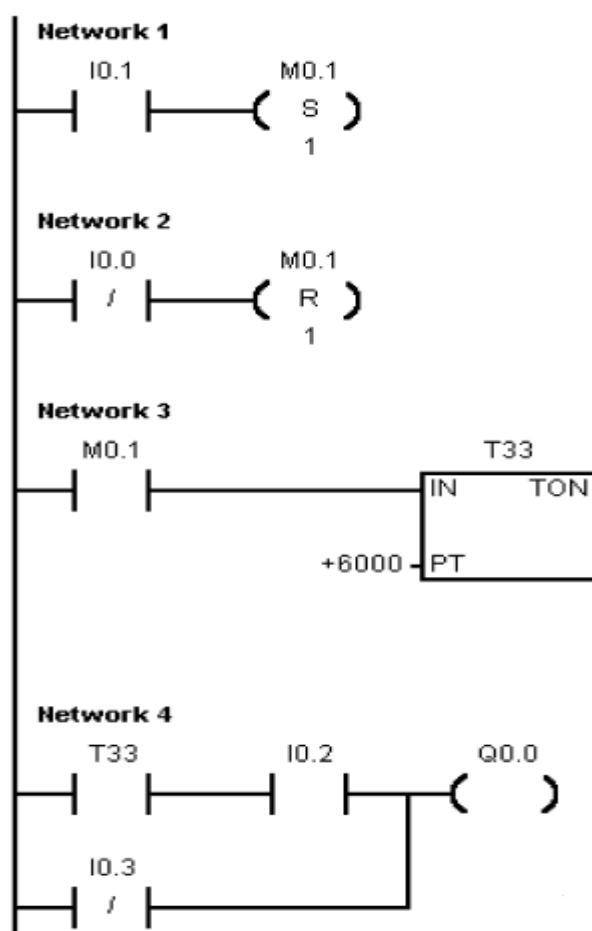 Network 1
I0.1 M0.1
S
1
Network 2
I0.0 M0.1
/ R
1
Network 3
M0.1 T33
IN TON
+6000 PT
Network 4
T33 I0.2 Q0.0
I0.3
/